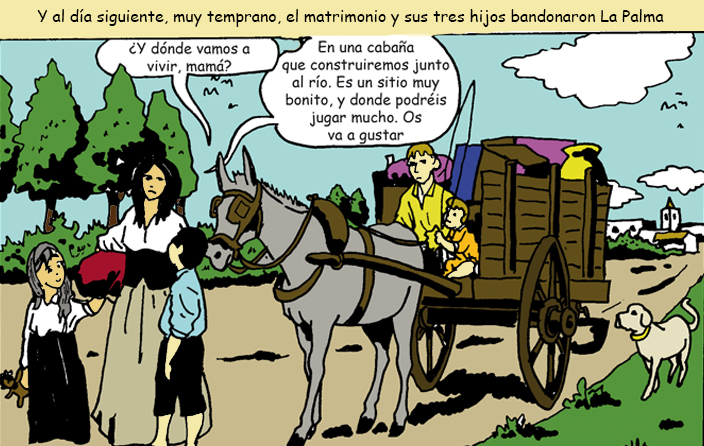 Y al día siguiente, muy temprano, el matrimonio y sus tres hijos bandonaron La Palma
¿Y dónde vamos a
vivir, mamá?
En una cabaña
que construiremos junto
al río. Es un sitio muy
bonito, y donde podréis
jugar mucho. Os
va a gustar